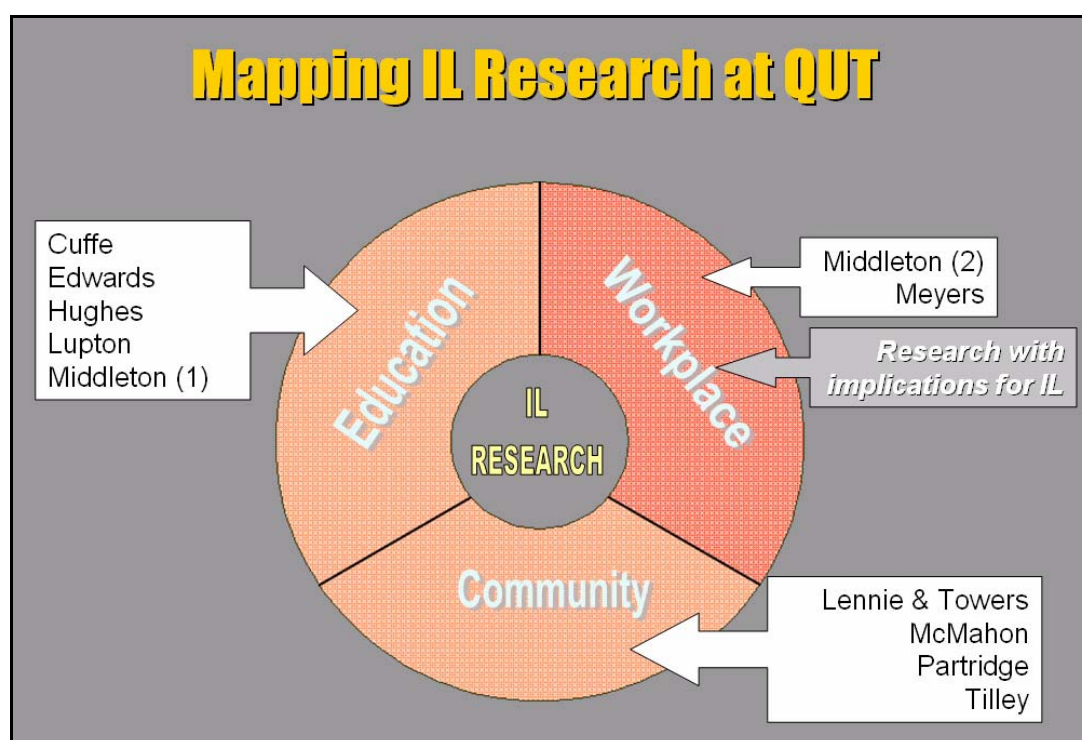 Mapping IL Research at QUT
Cuffe
Edwards
Hughes
Lupton
Middleton (1)
Education
Workplace
Middleton (2)
Meyers
Research with
implications for IL
IL
RESEARCH
Community
Lennie & Towers
McMahon
Partridge
Tilley